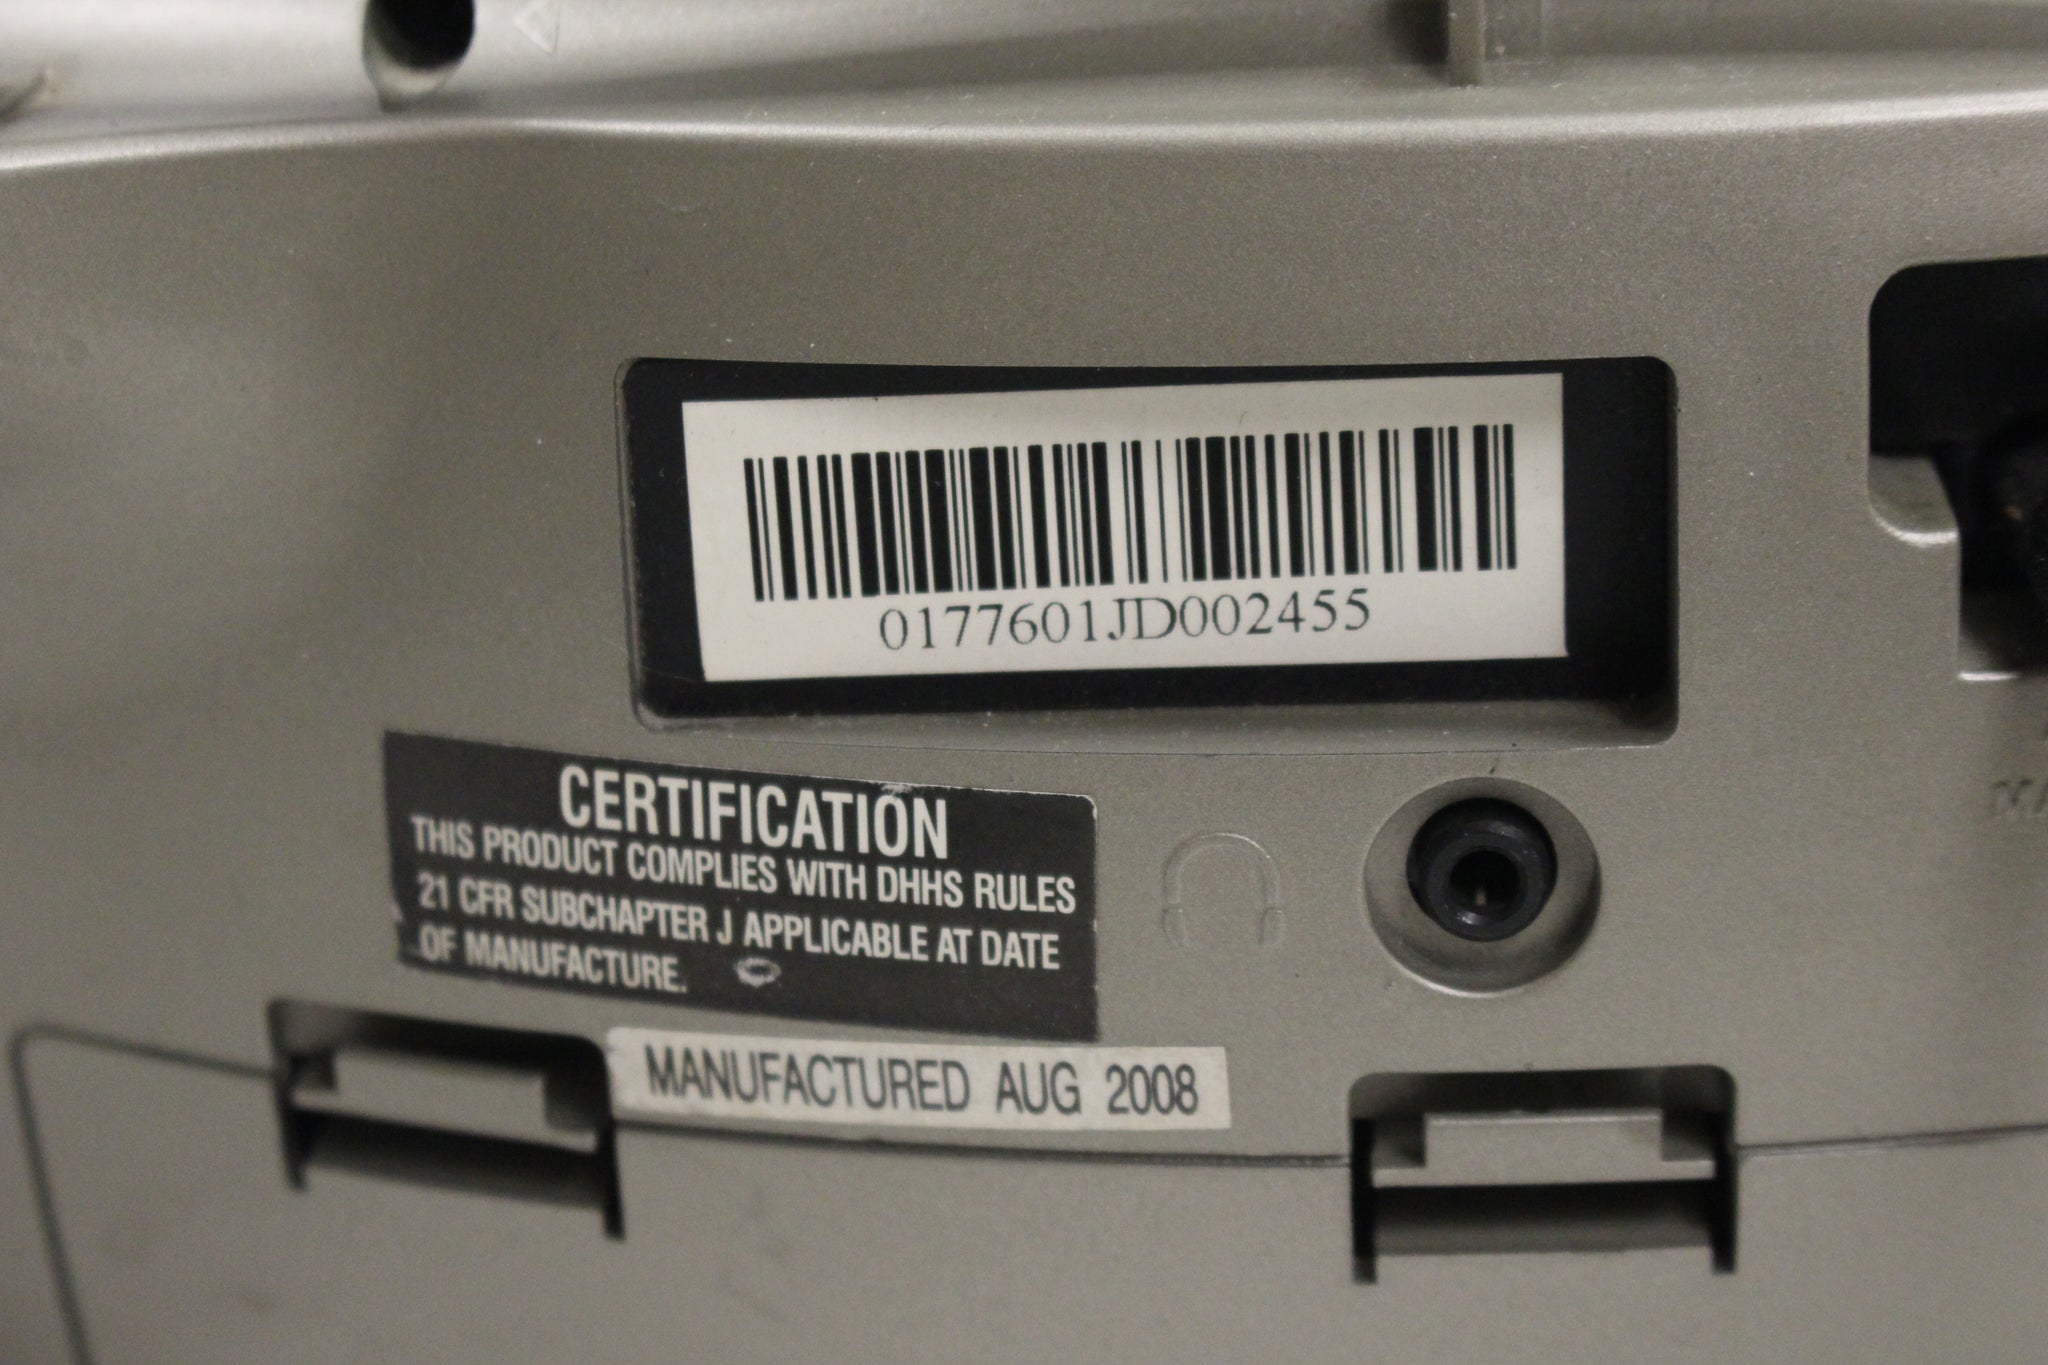 0177601JD002455
CERTIFICATION
THIS PRODUCT COMPLIES WITH DHHS RULES
21 CFR SUBCHAPTER J APPLICABLE AT DATE
OF MANUFACTURE.
MANUFACTURED AUG 2008